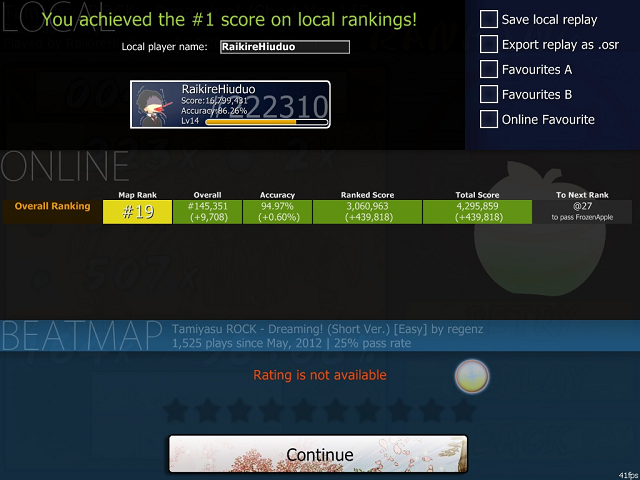 LOCAL
You achieved the #1 score on local rankings!
Local player name: RaikireHiuduo
Save local replay
Export replay as .osr
Favourites A
Favourites B
Online Favourite
RaikireHiuduo
Score:16,799,431
Accuracy:86.26%
Lv14
#222310
ONLINE
Map Rank Overall Accuracy Ranked Score Total Score To Next Rank
Overall Ranking #19 #145,351 94.97% 3,060,963 4,295,859 @27
(+9,708) (+0.60%) (+439,818) (+439,818) to pass FrozenApple
BEATMAP
Tamiyasu ROCK - Dreaming! (Short Ver.) [Easy] by regenz
1,525 plays since May, 2012 | 25% pass rate
Rating is not available
Continue
41fps